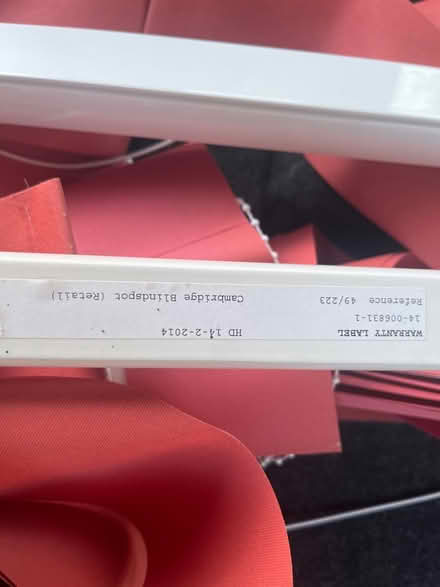 WARRANTY LABEL HD 14-2-2014
14-006831-1
Reference 49/223 Cambridge Blindspot (Retail)